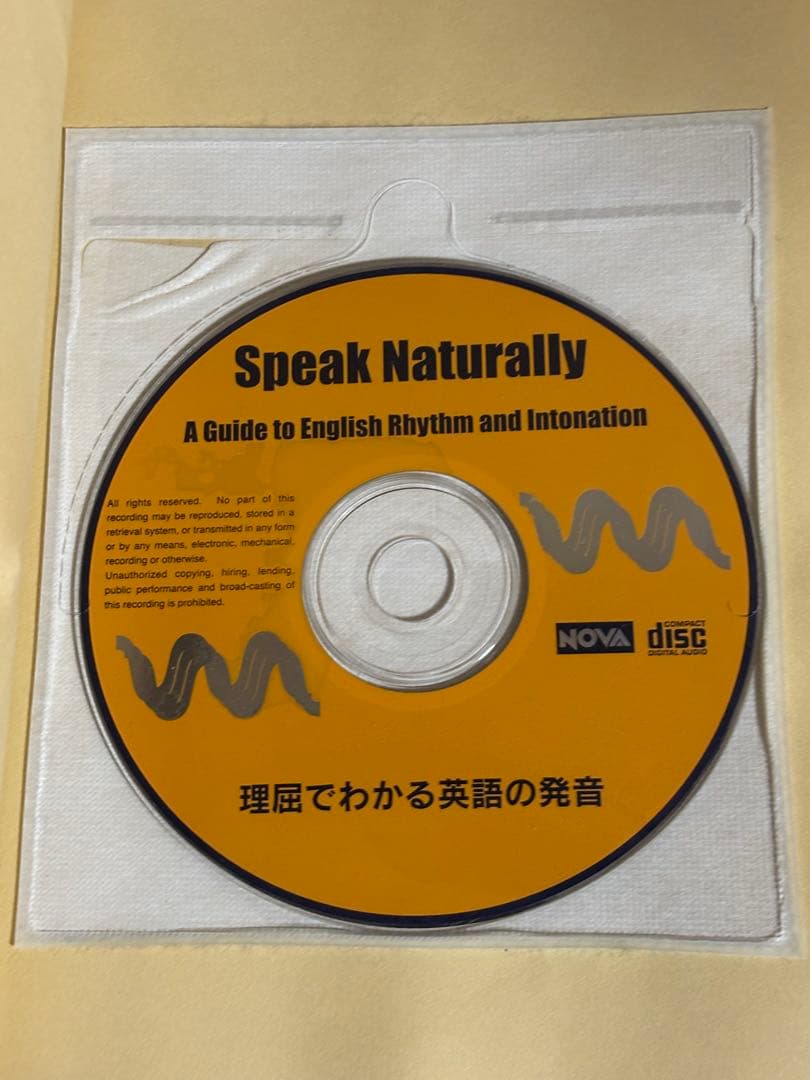 Speak Naturally
A Guide to English Rhythm and Intonation
All rights reserved. No part of this
recording may be reproduced, stored in a
retrieval system, or transmitted in any form
or by any means, electronic, mechanical,
recording or otherwise.
Unauthorized copying, hiring, lending,
public performance and broad-casting of
this recording is prohibited.
NOVA
COMPACT
disc
DIGITAL AUDIO
理屈でわかる英語の発音